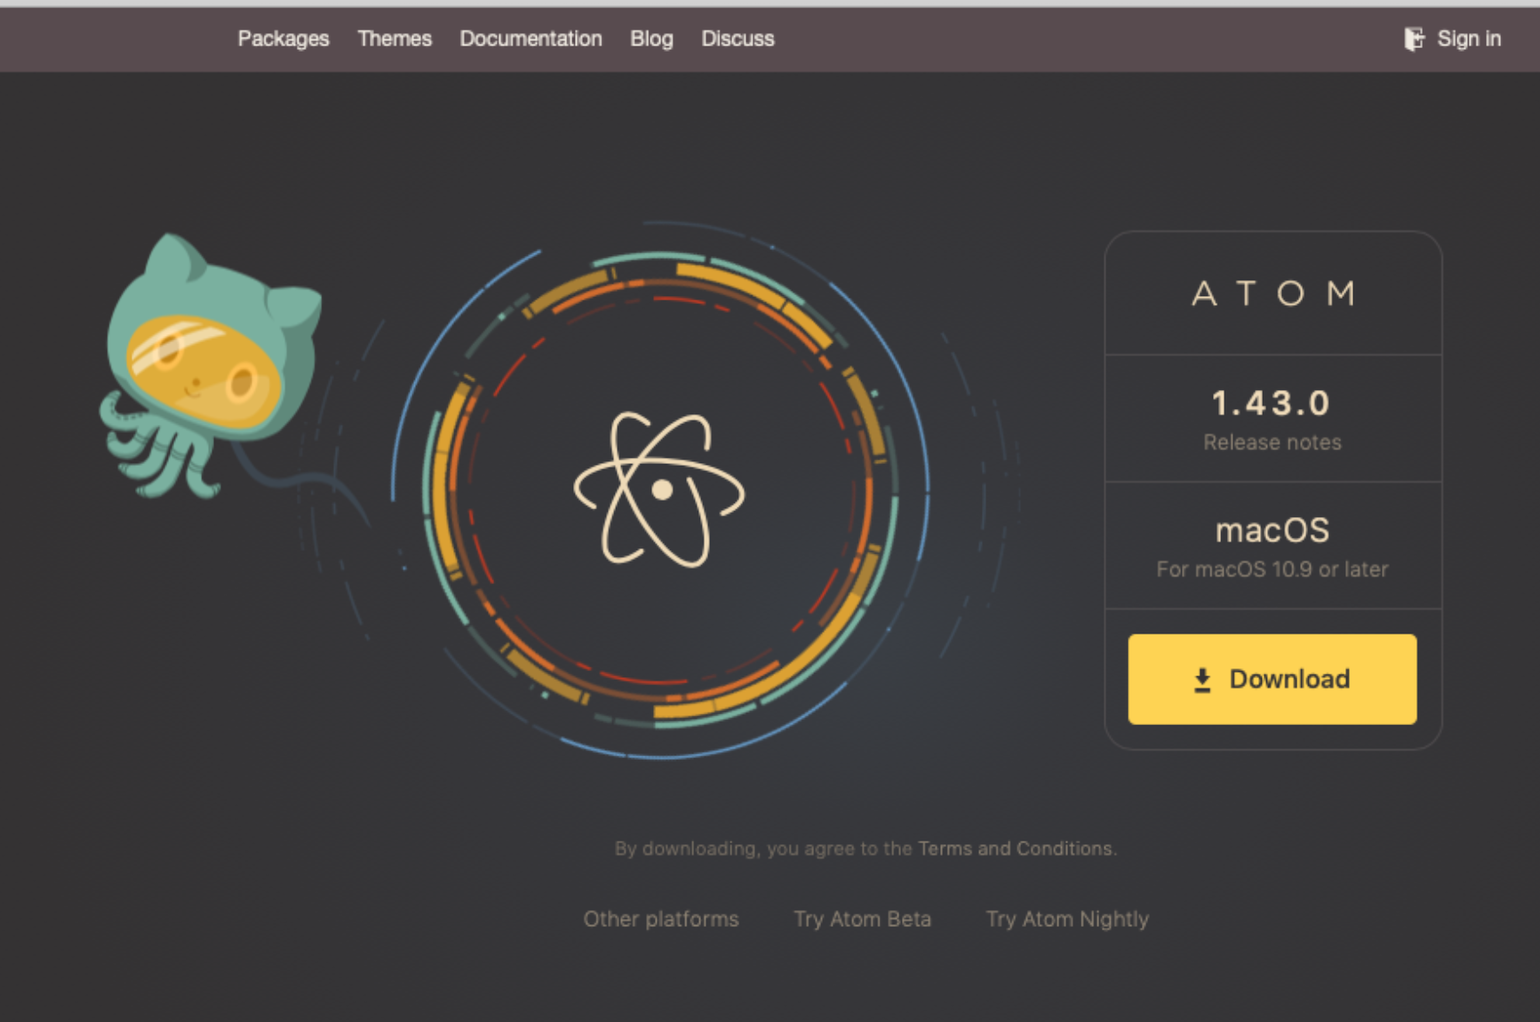 Packages Themes Documentation Blog Discuss Sign in
ATOM
1.43.0
Release notes
macOS
For macOS 10.9 or later
Download
By downloading, you agree to the Terms and Conditions.
Other platforms Try Atom Beta Try Atom Nightly